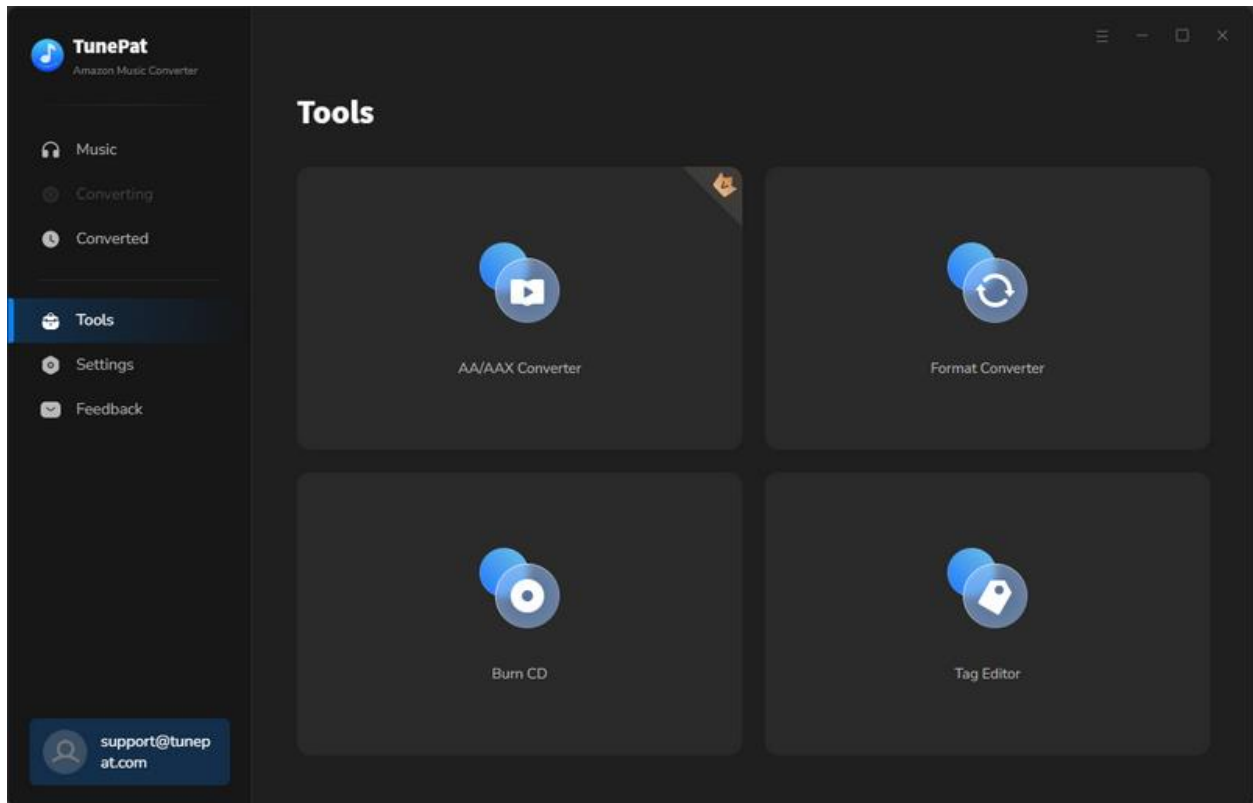 TunePat
Amazon Music Converter
Music
Converting
Converted
Tools
Settings
Feedback
support@tunep
at.com
Tools
AA/AAX Converter
Format Converter
Burn CD
Tag Editor